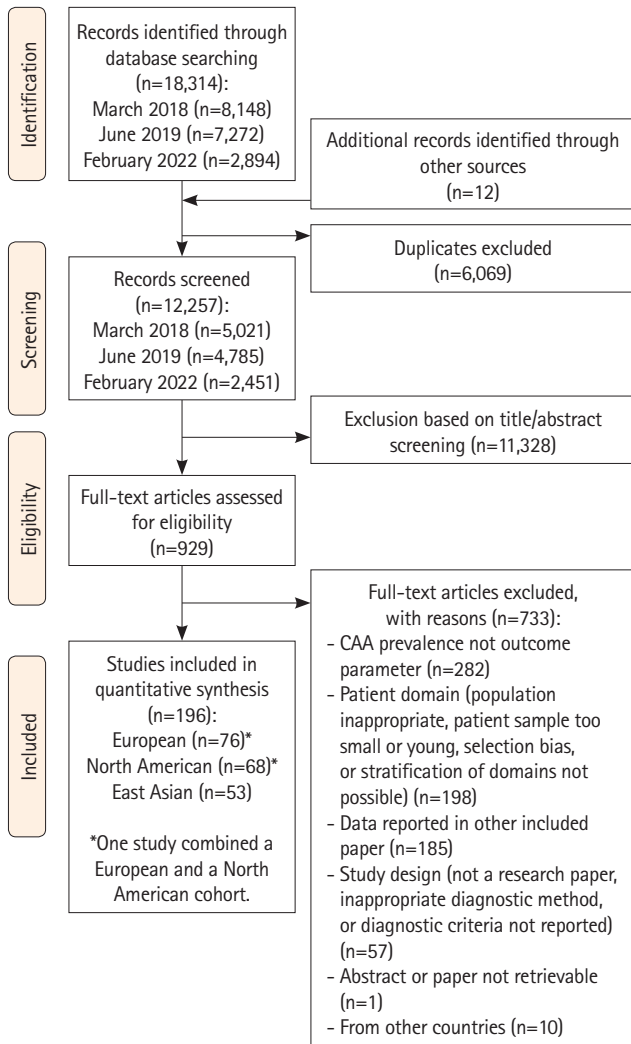 Identification
Records identified through
database searching
(n=18,314):
March 2018 (n=8,148)
June 2019 (n=7,272)
February 2022 (n=2,894)
Additional records identified through
other sources
(n=12)
Duplicates excluded
(n=6,069)
Screening
Records screened
(n=12,257):
March 2018 (n=5,021)
June 2019 (n=4,785)
February 2022 (n=2,451)
Exclusion based on title/abstract
screening (n=11,328)
Eligibility
Full-text articles assessed
for eligibility
(n=929)
Full-text articles excluded,
with reasons (n=733):
- CAA prevalence not outcome
parameter (n=282)
- Patient domain (population
inappropriate, patient sample too
small or young, selection bias,
or stratification of domains not
possible) (n=198)
- Data reported in other included
paper (n=185)
- Study design (not a research paper,
inappropriate diagnostic method,
or diagnostic criteria not reported)
(n=57)
- Abstract or paper not retrievable
(n=1)
- From other countries (n=10)
Included
Studies included in
quantitative synthesis
(n=196):
European (n=76)*
North American (n=68)*
East Asian (n=53)
*One study combined a
European and a North
American cohort.